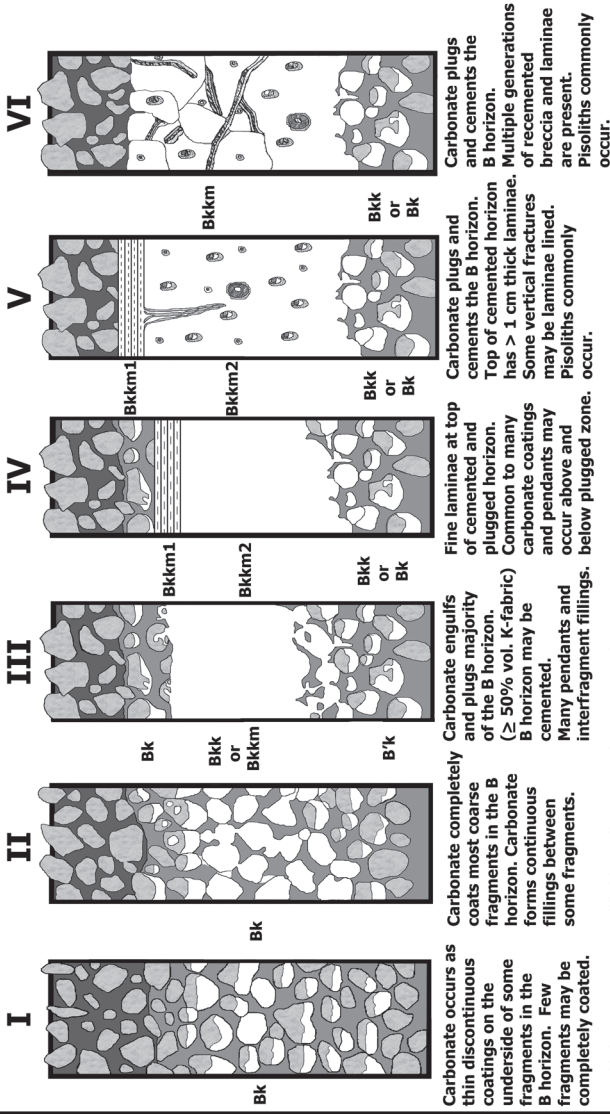 I
Bk
Carbonate occurs as
thin discontinuous
coatings on the
underside of some
fragments in the
B horizon.  Few
fragments may be
completely coated.
II
Bk
Carbonate completely
coats most coarse
fragments in the B
horizon. Carbonate
forms continuous
fillings between
some fragments.
III
Bk
Bkk
or
Bkkm
B'k
Carbonate engulfs
and plugs majority
of the B horizon.
(≥ 50% vol. K-fabric)
B horizon may be
cemented.
Many pendants and
interfragment fillings.
IV
Bkkm1
Bkkm2
Bkk
or
Bk
Fine laminae at top
of cemented and
plugged horizon.
Common to many
carbonate coatings
and pendants may
occur above and
below plugged zone.
V
Bkkm1
Bkkm2
Bkk
or
Bk
Carbonate plugs and
cements the B horizon.
Top of cemented horizon
has > 1 cm thick laminae.
Some vertical fractures
may be laminae lined.
Pisoliths commonly
occur.
VI
Bkkm
Bkk
or
Bk
Carbonate plugs
and cements the
B horizon.
Multiple generations
of recemented
breccia and laminae
are present.
Pisoliths commonly
occur.